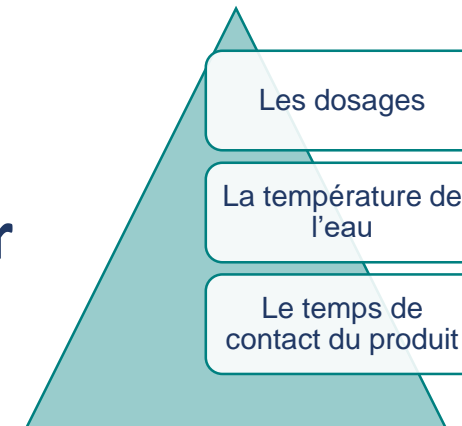 Les dosages
La température de
l'eau
Le temps de
contact du produit